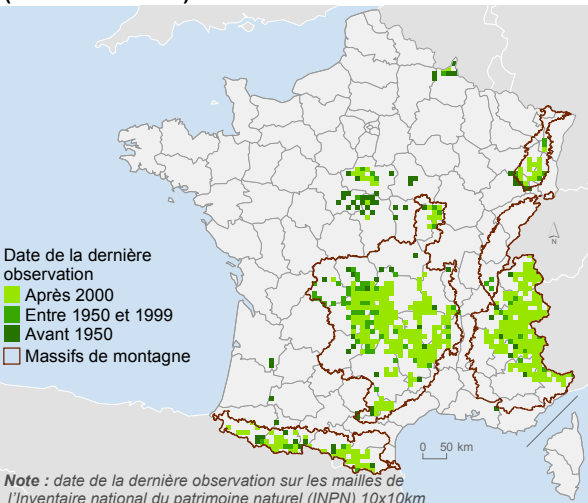 Date de la dernière
observation
Après 2000
Entre 1950 et 1999
Avant 1950
Massifs de montagne
N
0 50 km
Note : date de la dernière observation sur les mailles de
l'Inventaire national du patrimoine naturel (INPN) 10x10km